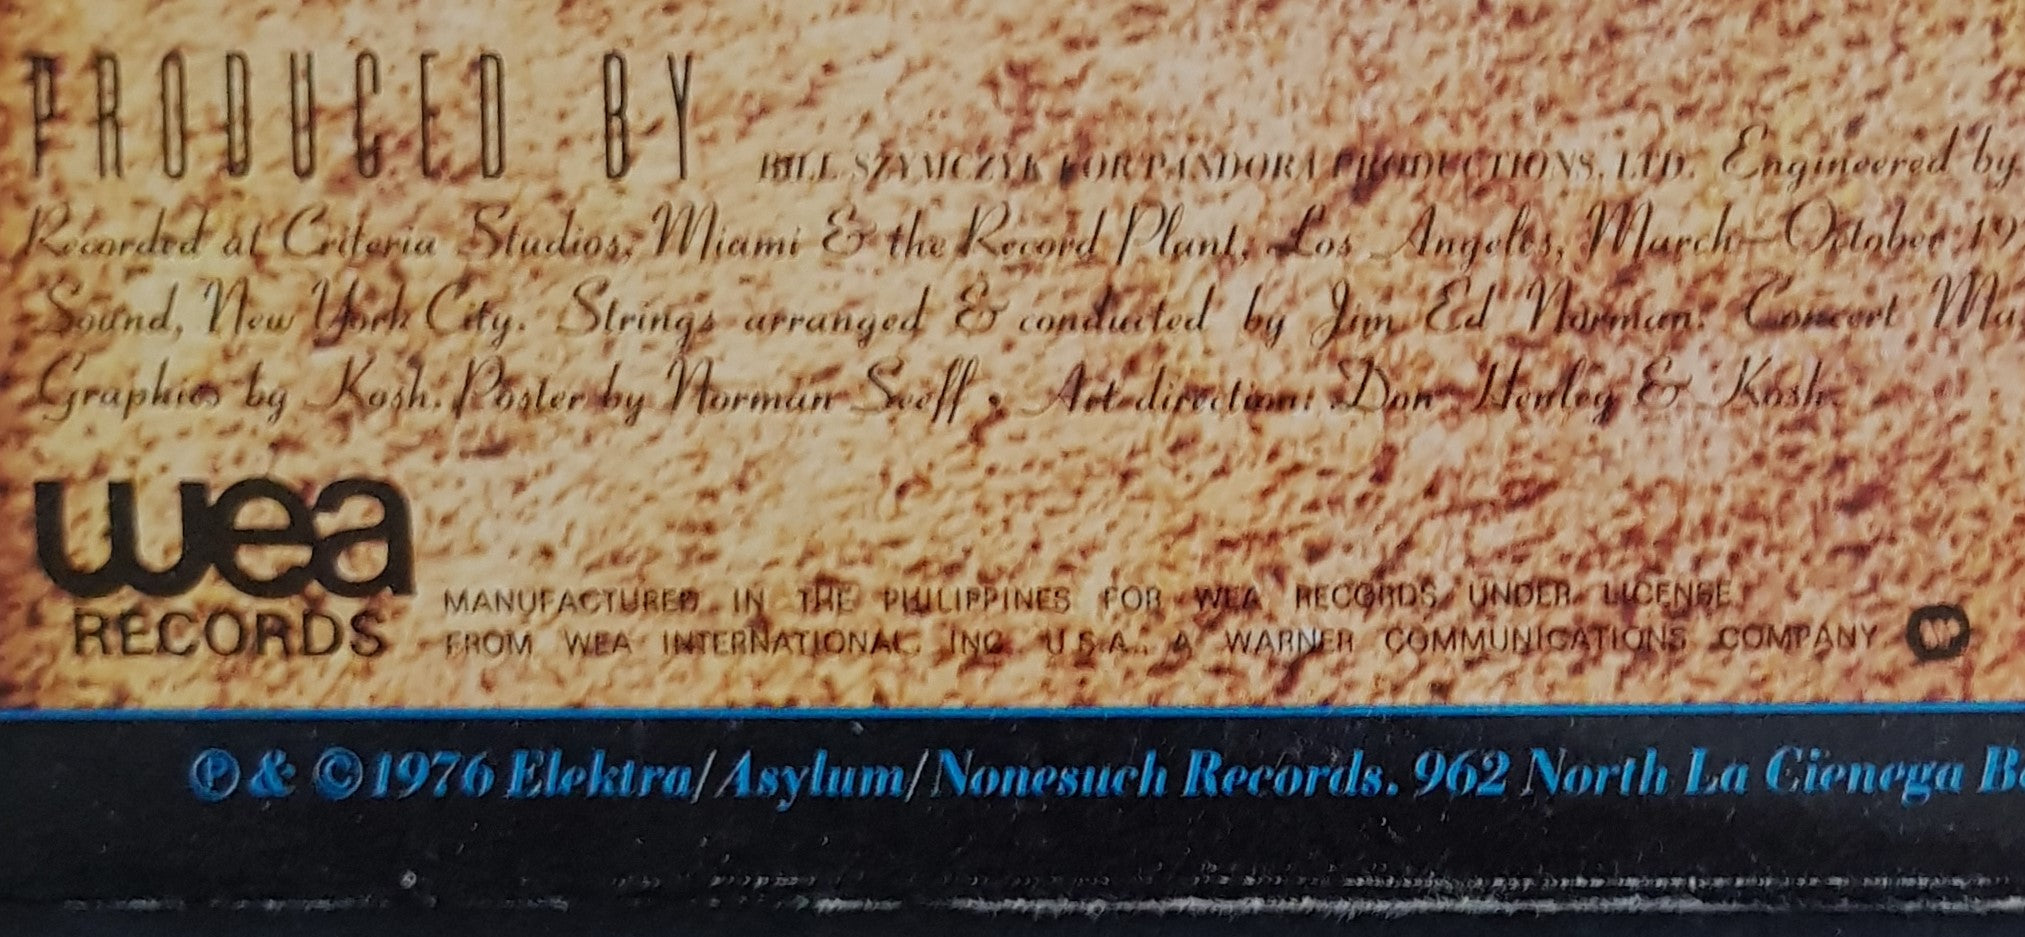 PRODUCED BY BILL SZYMCZYK FOR PANDORA PRODUCTIONS, LTD. Engineered by
Recorded at Criteria Studios, Miami & the Record Plant, Los Angeles, March–October 19
Sound, New York City. Strings arranged & conducted by Jim Ed Norman. Concert Ma
Graphics by Kosh. Poster by Norman Seeff • Art direction: Don Henley & Kosh.
wea
RECORDS
MANUFACTURED IN THE PHILIPPINES FOR WEA RECORDS UNDER LICENSE
FROM WEA INTERNATIONAL INC. U.S.A., A WARNER COMMUNICATIONS COMPANY
℗ & ©1976 Elektra/Asylum/Nonesuch Records. 962 North La Cienega B